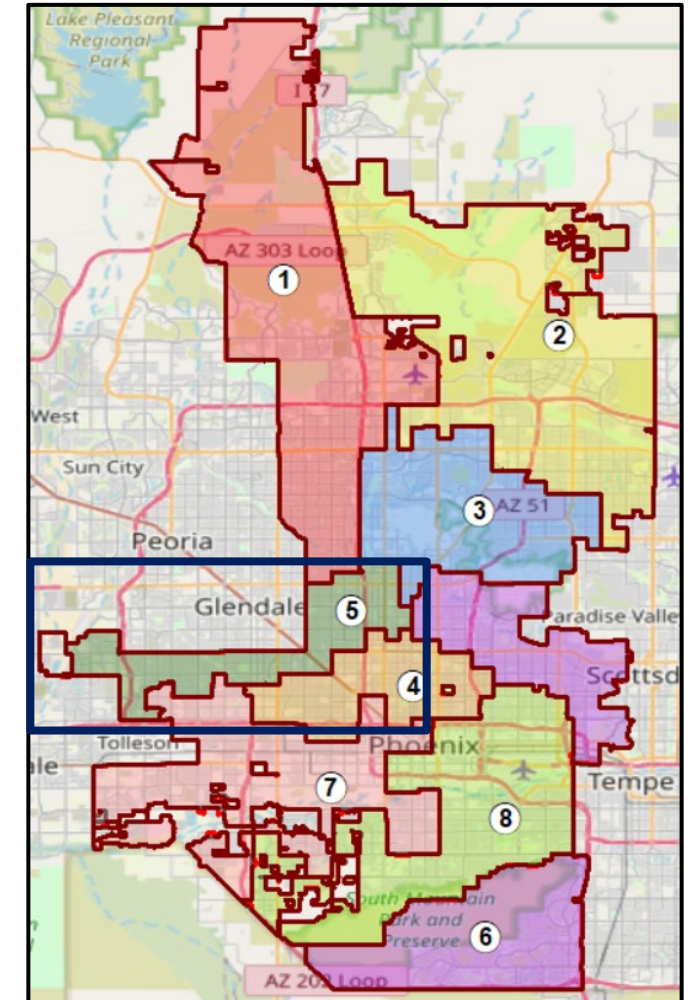 Lake Pleasant
Regional
Park
I 17
AZ 303 Loop
1
2
West
Sun City
3
AZ 51
Peoria
Glendale
5
Paradise Valle
4
Scottsd
Tolleson
Phoenix
ale
7
Tempe
8
South Mountain
Park and
Preserve
6
AZ 202 Loop